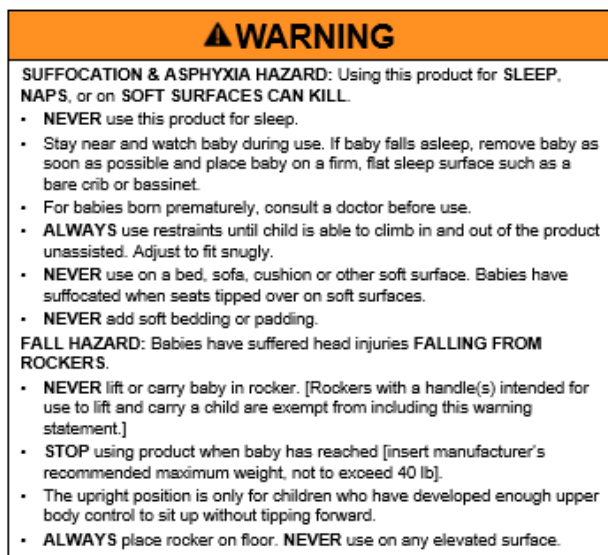 ⚠WARNING
SUFFOCATION & ASPHYXIA HAZARD: Using this product for SLEEP,
NAPS, or on SOFT SURFACES CAN KILL.
• NEVER use this product for sleep.
• Stay near and watch baby during use. If baby falls asleep, remove baby as
soon as possible and place baby on a firm, flat sleep surface such as a
bare crib or bassinet.
• For babies born prematurely, consult a doctor before use.
• ALWAYS use restraints until child is able to climb in and out of the product
unassisted. Adjust to fit snugly.
• NEVER use on a bed, sofa, cushion or other soft surface. Babies have
suffocated when seats tipped over on soft surfaces.
• NEVER add soft bedding or padding.
FALL HAZARD: Babies have suffered head injuries FALLING FROM
ROCKERS.
• NEVER lift or carry baby in rocker. [Rockers with a handle(s) intended for
use to lift and carry a child are exempt from including this warning
statement.]
• STOP using product when baby has reached [insert manufacturer's
recommended maximum weight, not to exceed 40 lb].
• The upright position is only for children who have developed enough upper
body control to sit up without tipping forward.
• ALWAYS place rocker on floor. NEVER use on any elevated surface.